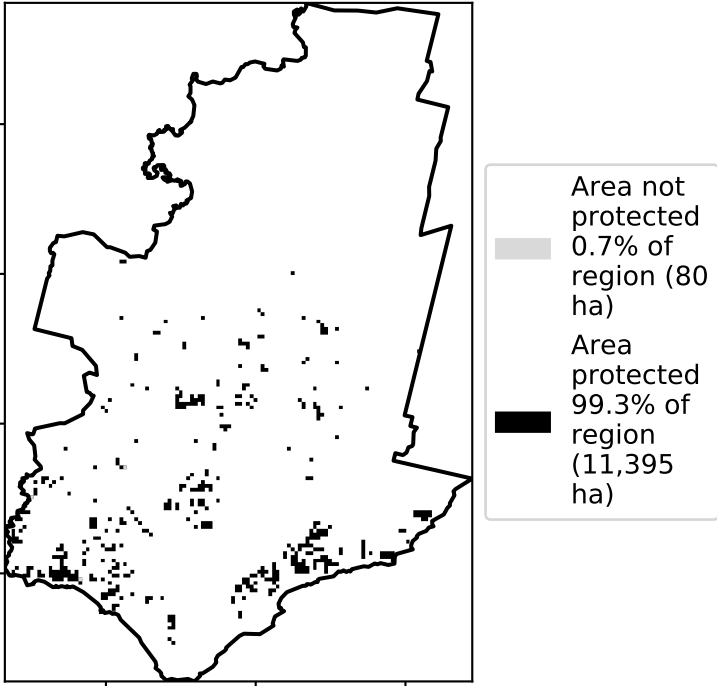 Area not
protected
0.7% of
region (80
ha)
Area
protected
99.3% of
region
(11,395
ha)